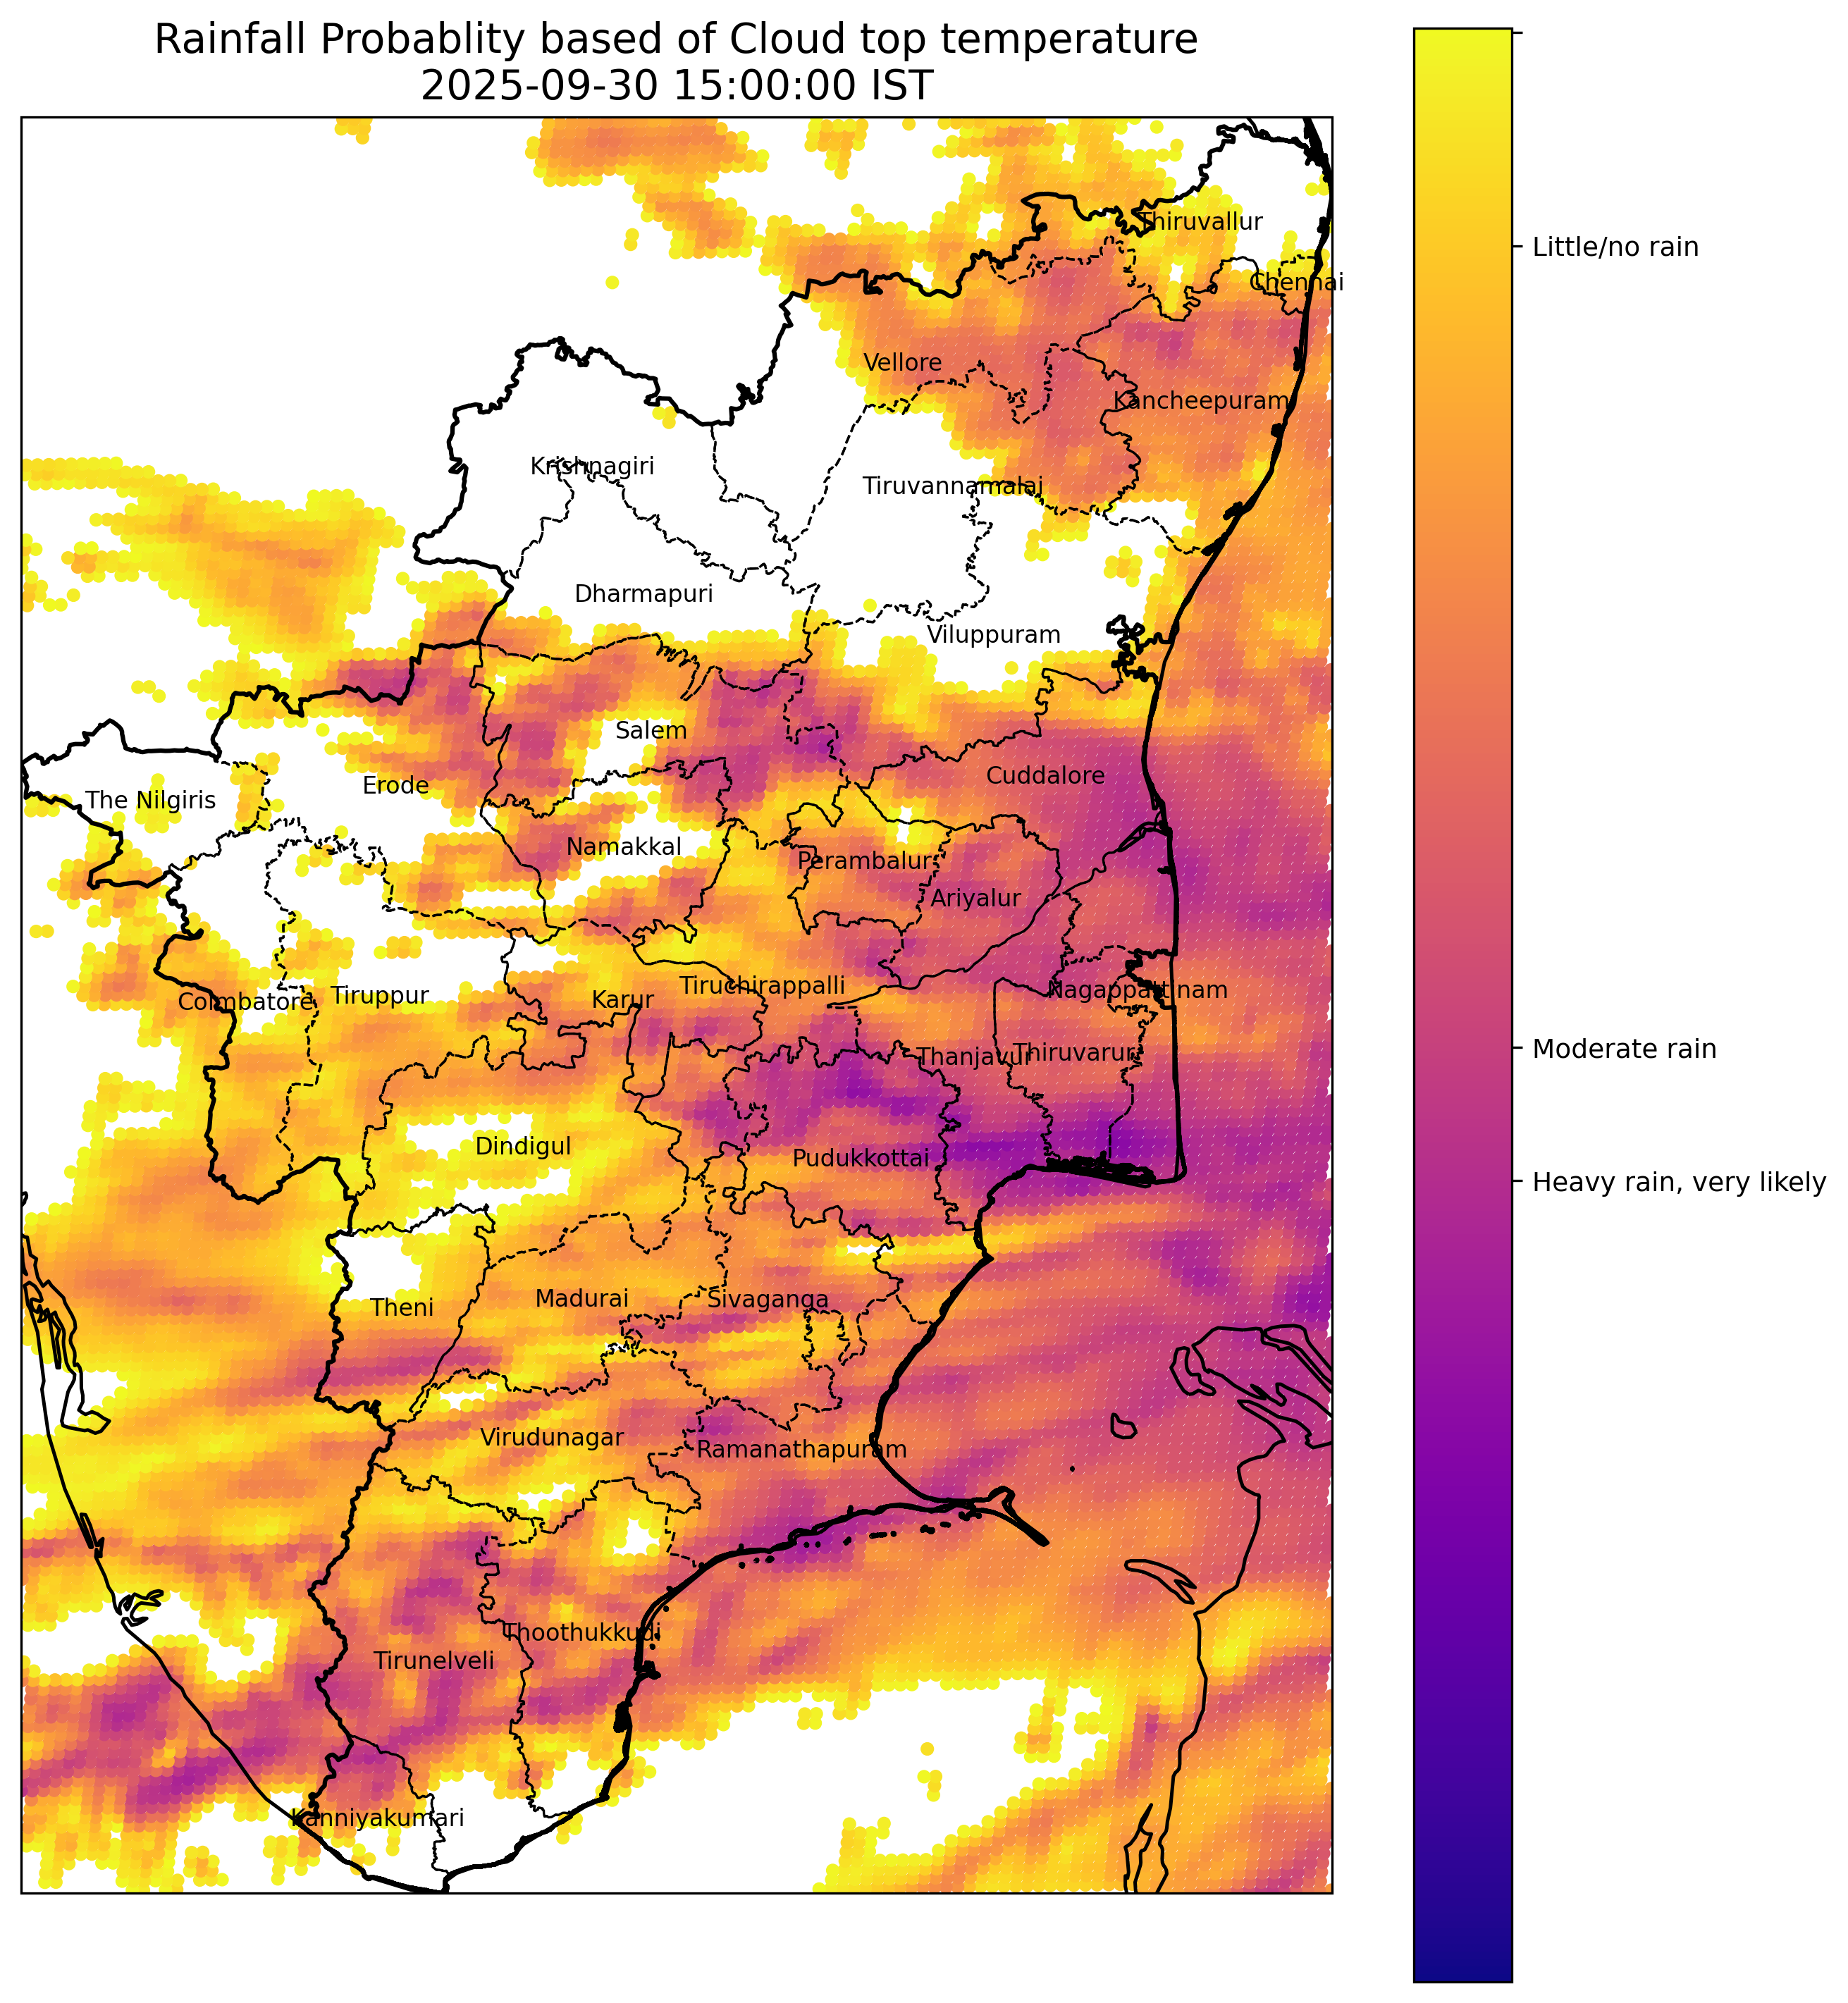 Rainfall Probablity based of Cloud top temperature
2025-09-30 15:00:00 IST
Thiruvallur
Little/no rain
Chennai
Vellore
Kancheepuram
Krishnagiri
Tiruvannamalai
Dharmapuri
Viluppuram
Salem
Cuddalore
Erode
The Nilgiris
Namakkal
Perambalur
Ariyalur
Tiruchirappalli
Nagappattinam
Tiruppur
Karur
Coimbatore
Moderate rain
Thanjavur
Thiruvarur
Dindigul
Pudukkottai
Heavy rain, very likely
Madurai
Sivaganga
Theni
Virudunagar
Ramanathapuram
Thoothukkudi
Tirunelveli
Kanniyakumari